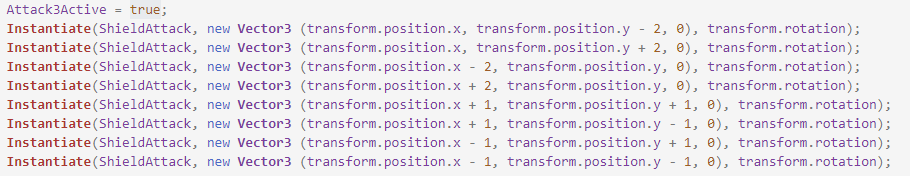 Attack3Active = true;
Instantiate(ShieldAttack, new Vector3 (transform.position.x, transform.position.y - 2, 0), transform.rotation);
Instantiate(ShieldAttack, new Vector3 (transform.position.x, transform.position.y + 2, 0), transform.rotation);
Instantiate(ShieldAttack, new Vector3 (transform.position.x - 2, transform.position.y, 0), transform.rotation);
Instantiate(ShieldAttack, new Vector3 (transform.position.x + 2, transform.position.y, 0), transform.rotation);
Instantiate(ShieldAttack, new Vector3 (transform.position.x + 1, transform.position.y + 1, 0), transform.rotation);
Instantiate(ShieldAttack, new Vector3 (transform.position.x + 1, transform.position.y - 1, 0), transform.rotation);
Instantiate(ShieldAttack, new Vector3 (transform.position.x - 1, transform.position.y + 1, 0), transform.rotation);
Instantiate(ShieldAttack, new Vector3 (transform.position.x - 1, transform.position.y - 1, 0), transform.rotation);